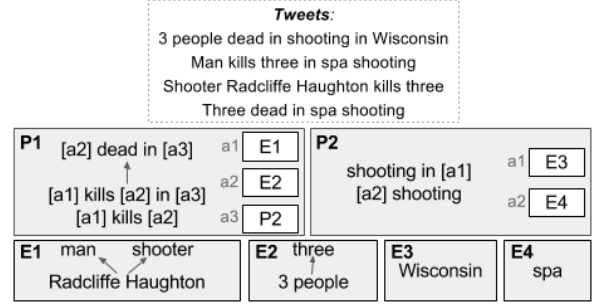 Tweets:
3 people dead in shooting in Wisconsin
Man kills three in spa shooting
Shooter Radcliffe Haughton kills three
Three dead in spa shooting
P1
[a2] dead in [a3]
[a1] kills [a2] in [a3]
[a1] kills [a2]
a1 E1
a2 E2
a3 P2
P2
shooting in [a1]
[a2] shooting
a1 E3
a2 E4
E1 man shooter
Radcliffe Haughton
E2 three
3 people
E3
Wisconsin
E4
spa